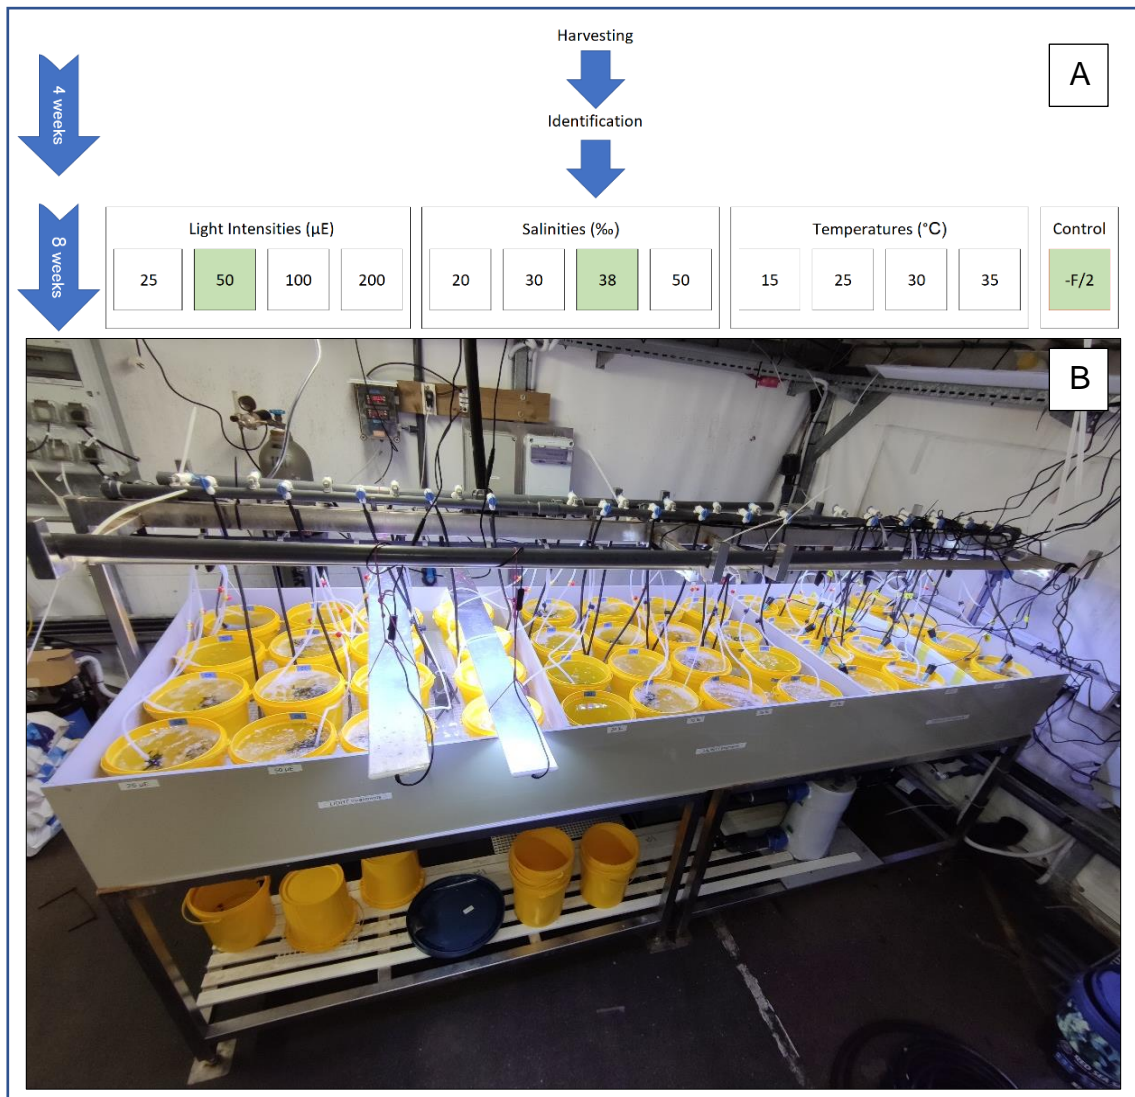 Harvesting
A
4 weeks
Identification
8 weeks
Light Intensities (µE)
25 50 100 200
Salinities (‰)
20 30 38 50
Temperatures (°C)
15 25 30 35
Control
-F/2
B